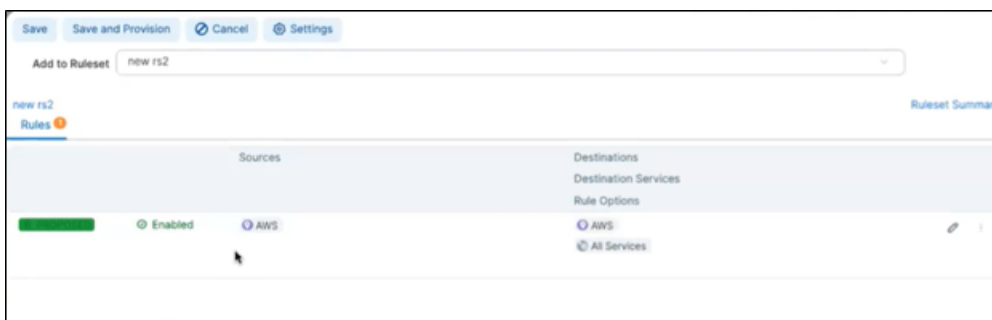 Save Save and Provision Cancel Settings
Add to Ruleset new rs2
new rs2 Ruleset Summar
Rules 1
Sources Destinations
Destination Services
Rule Options
Enabled AWS AWS
All Services